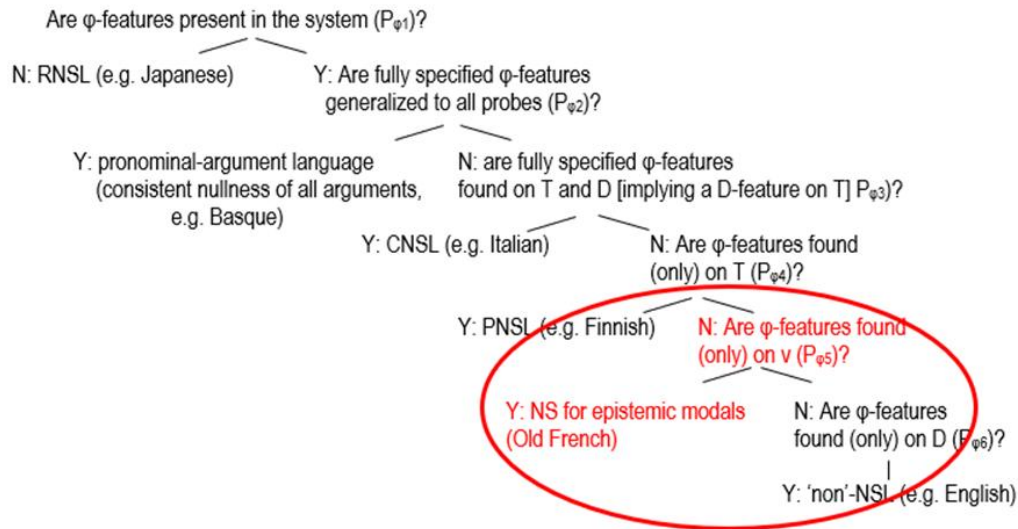 Are φ-features present in the system (Pφ1)?
N: RNSL (e.g. Japanese)
Y: Are fully specified φ-features
generalized to all probes (Pφ2)?
Y: pronominal-argument language
(consistent nullness of all arguments,
e.g. Basque)
N: are fully specified φ-features
found on T and D [implying a D-feature on T] Pφ3)?
Y: CNSL (e.g. Italian)
N: Are φ-features found
(only) on T (Pφ4)?
Y: PNSL (e.g. Finnish)
N: Are φ-features found
(only) on v (Pφ5)?
Y: NS for epistemic modals
(Old French)
N: Are φ-features
found (only) on D (Pφ6)?
Y: ‘non’-NSL (e.g. English)